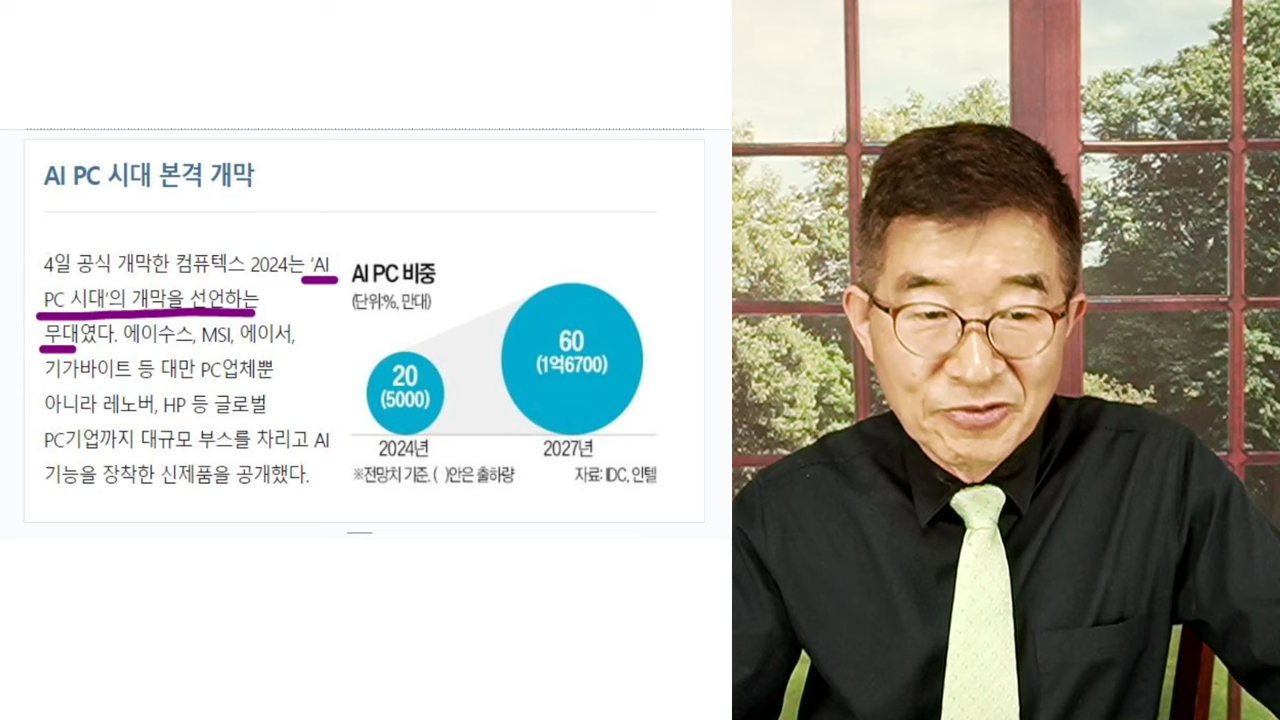 AI PC 시대 본격 개막
4일 공식 개막한 컴퓨텍스 2024는 ‘AI
PC 시대’의 개막을 선언하는
무대였다. 에이수스, MSI, 에이서,
기가바이트 등 대만 PC업체뿐
아니라 레노버, HP 등 글로벌
PC기업까지 대규모 부스를 차리고 AI
기능을 장착한 신제품을 공개했다.
AI PC 비중
(단위:%, 만대)
20
(5000)
60
(1억6700)
2024년
2027년
※전망치 기준. ( )안은 출하량
자료: IDC, 인텔